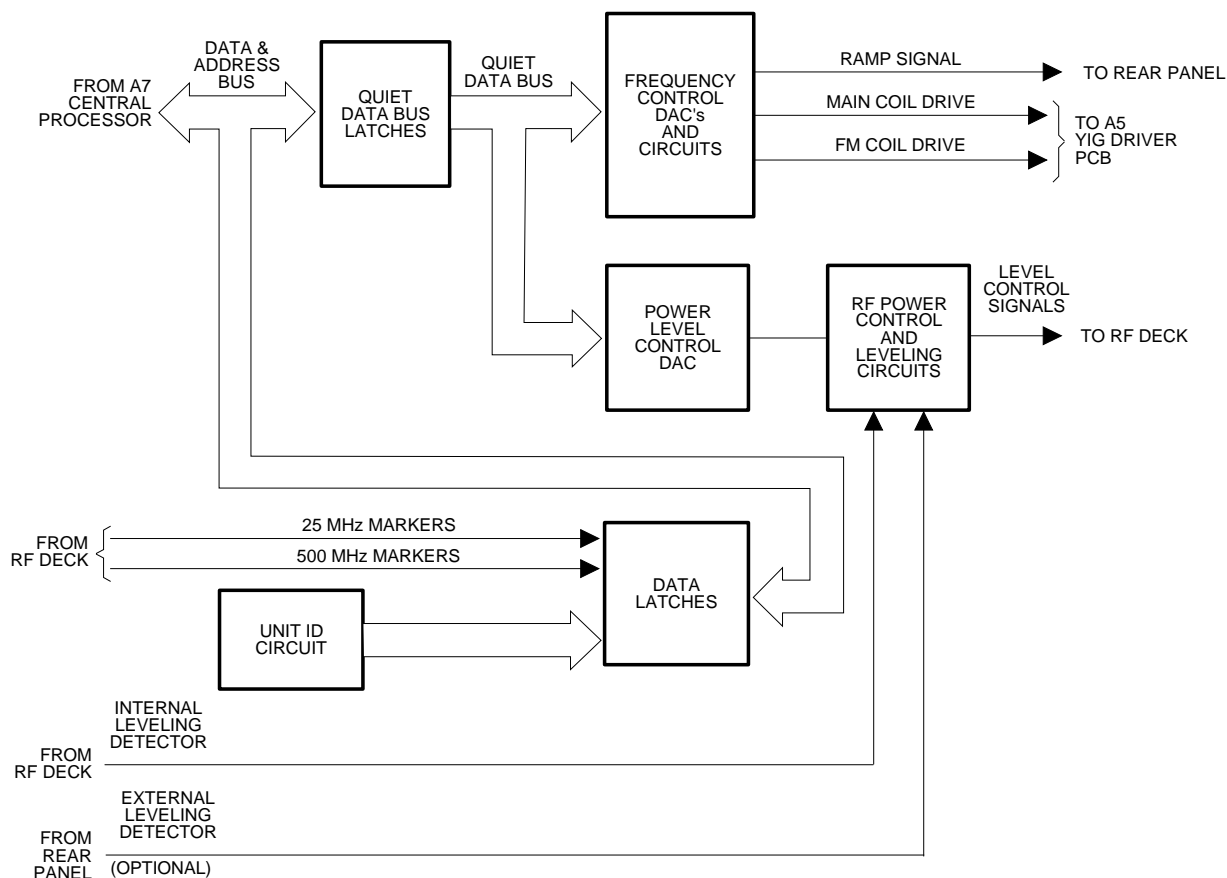 DATA &
ADDRESS
BUS
FROM A7
CENTRAL
PROCESSOR
QUIET
DATA BUS
LATCHES
QUIET
DATA BUS
FREQUENCY
CONTROL
DAC's
AND
CIRCUITS
RAMP SIGNAL
TO REAR PANEL
MAIN COIL DRIVE
FM COIL DRIVE
TO A5
YIG DRIVER
PCB
POWER
LEVEL
CONTROL
DAC
RF POWER
CONTROL
AND
LEVELING
CIRCUITS
LEVEL
CONTROL
SIGNALS
TO RF DECK
FROM
RF DECK
25 MHz MARKERS
500 MHz MARKERS
DATA
LATCHES
UNIT ID
CIRCUIT
INTERNAL
LEVELING
DETECTOR
FROM
RF DECK
EXTERNAL
LEVELING
DETECTOR
FROM
REAR
PANEL
(OPTIONAL)